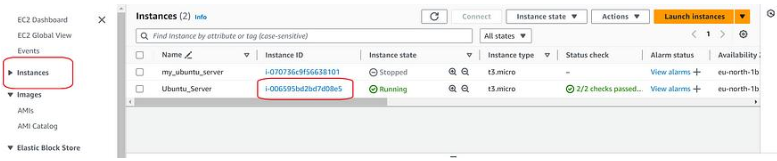 EC2 Dashboard
EC2 Global View
Events
Instances
Images
AMIs
AMI Catalog
Elastic Block Store
Instances (2) Info
Connect
Instance state
Actions
Launch instances
Find Instance by attribute or tag (case-sensitive)
All states
1
Name Instance ID Instance state Instance type Status check Alarm status Availability Z
my_ubuntu_server i-070736c9f56638101 Stopped t3.micro – View alarms + eu-north-1b
Ubuntu_Server i-006595bd2bd7d08e5 Running t3.micro 2/2 checks passed... View alarms + eu-north-1b